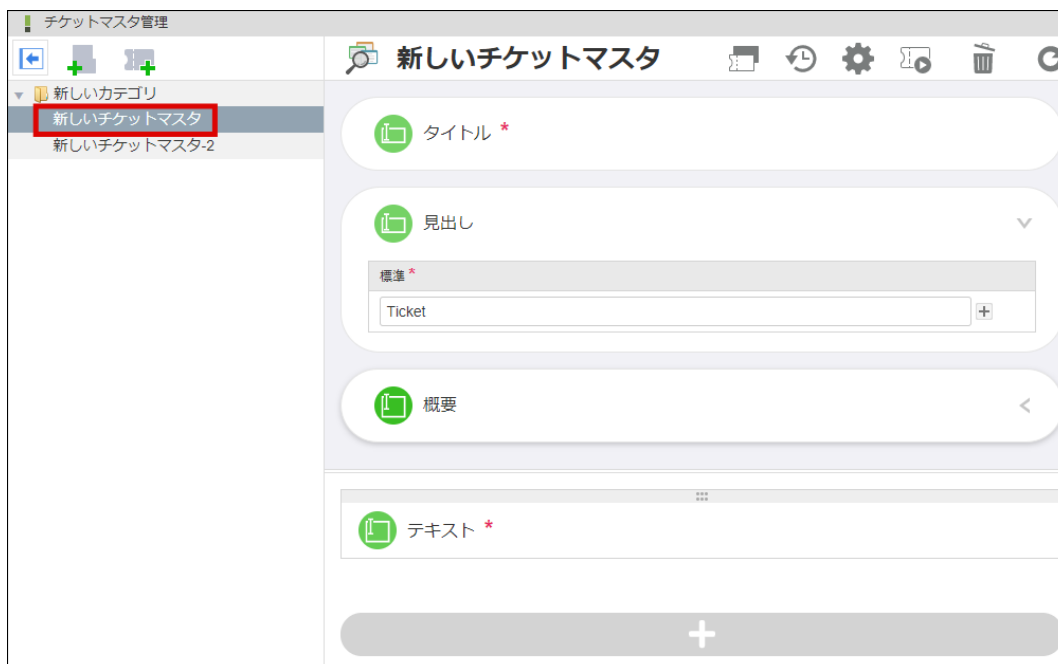 チケットマスタ管理
新しいカテゴリ
新しいチケットマスタ
新しいチケットマスタ-2
新しいチケットマスタ
タイトル *
見出し
標準 *
Ticket
概要
テキスト *